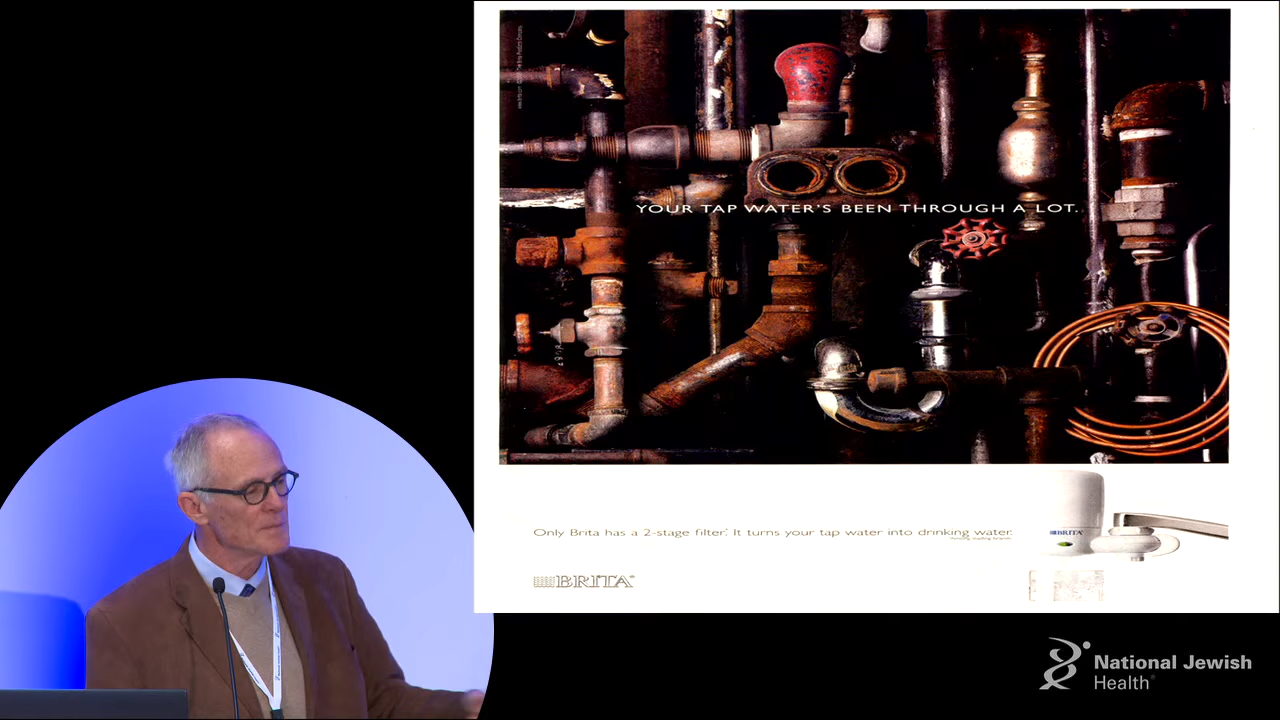 YOUR TAP WATER'S BEEN THROUGH A LOT.
Only Brita has a 2-stage filter. It turns your tap water into drinking water.
BRITA
BRITA®
National Jewish
Health®